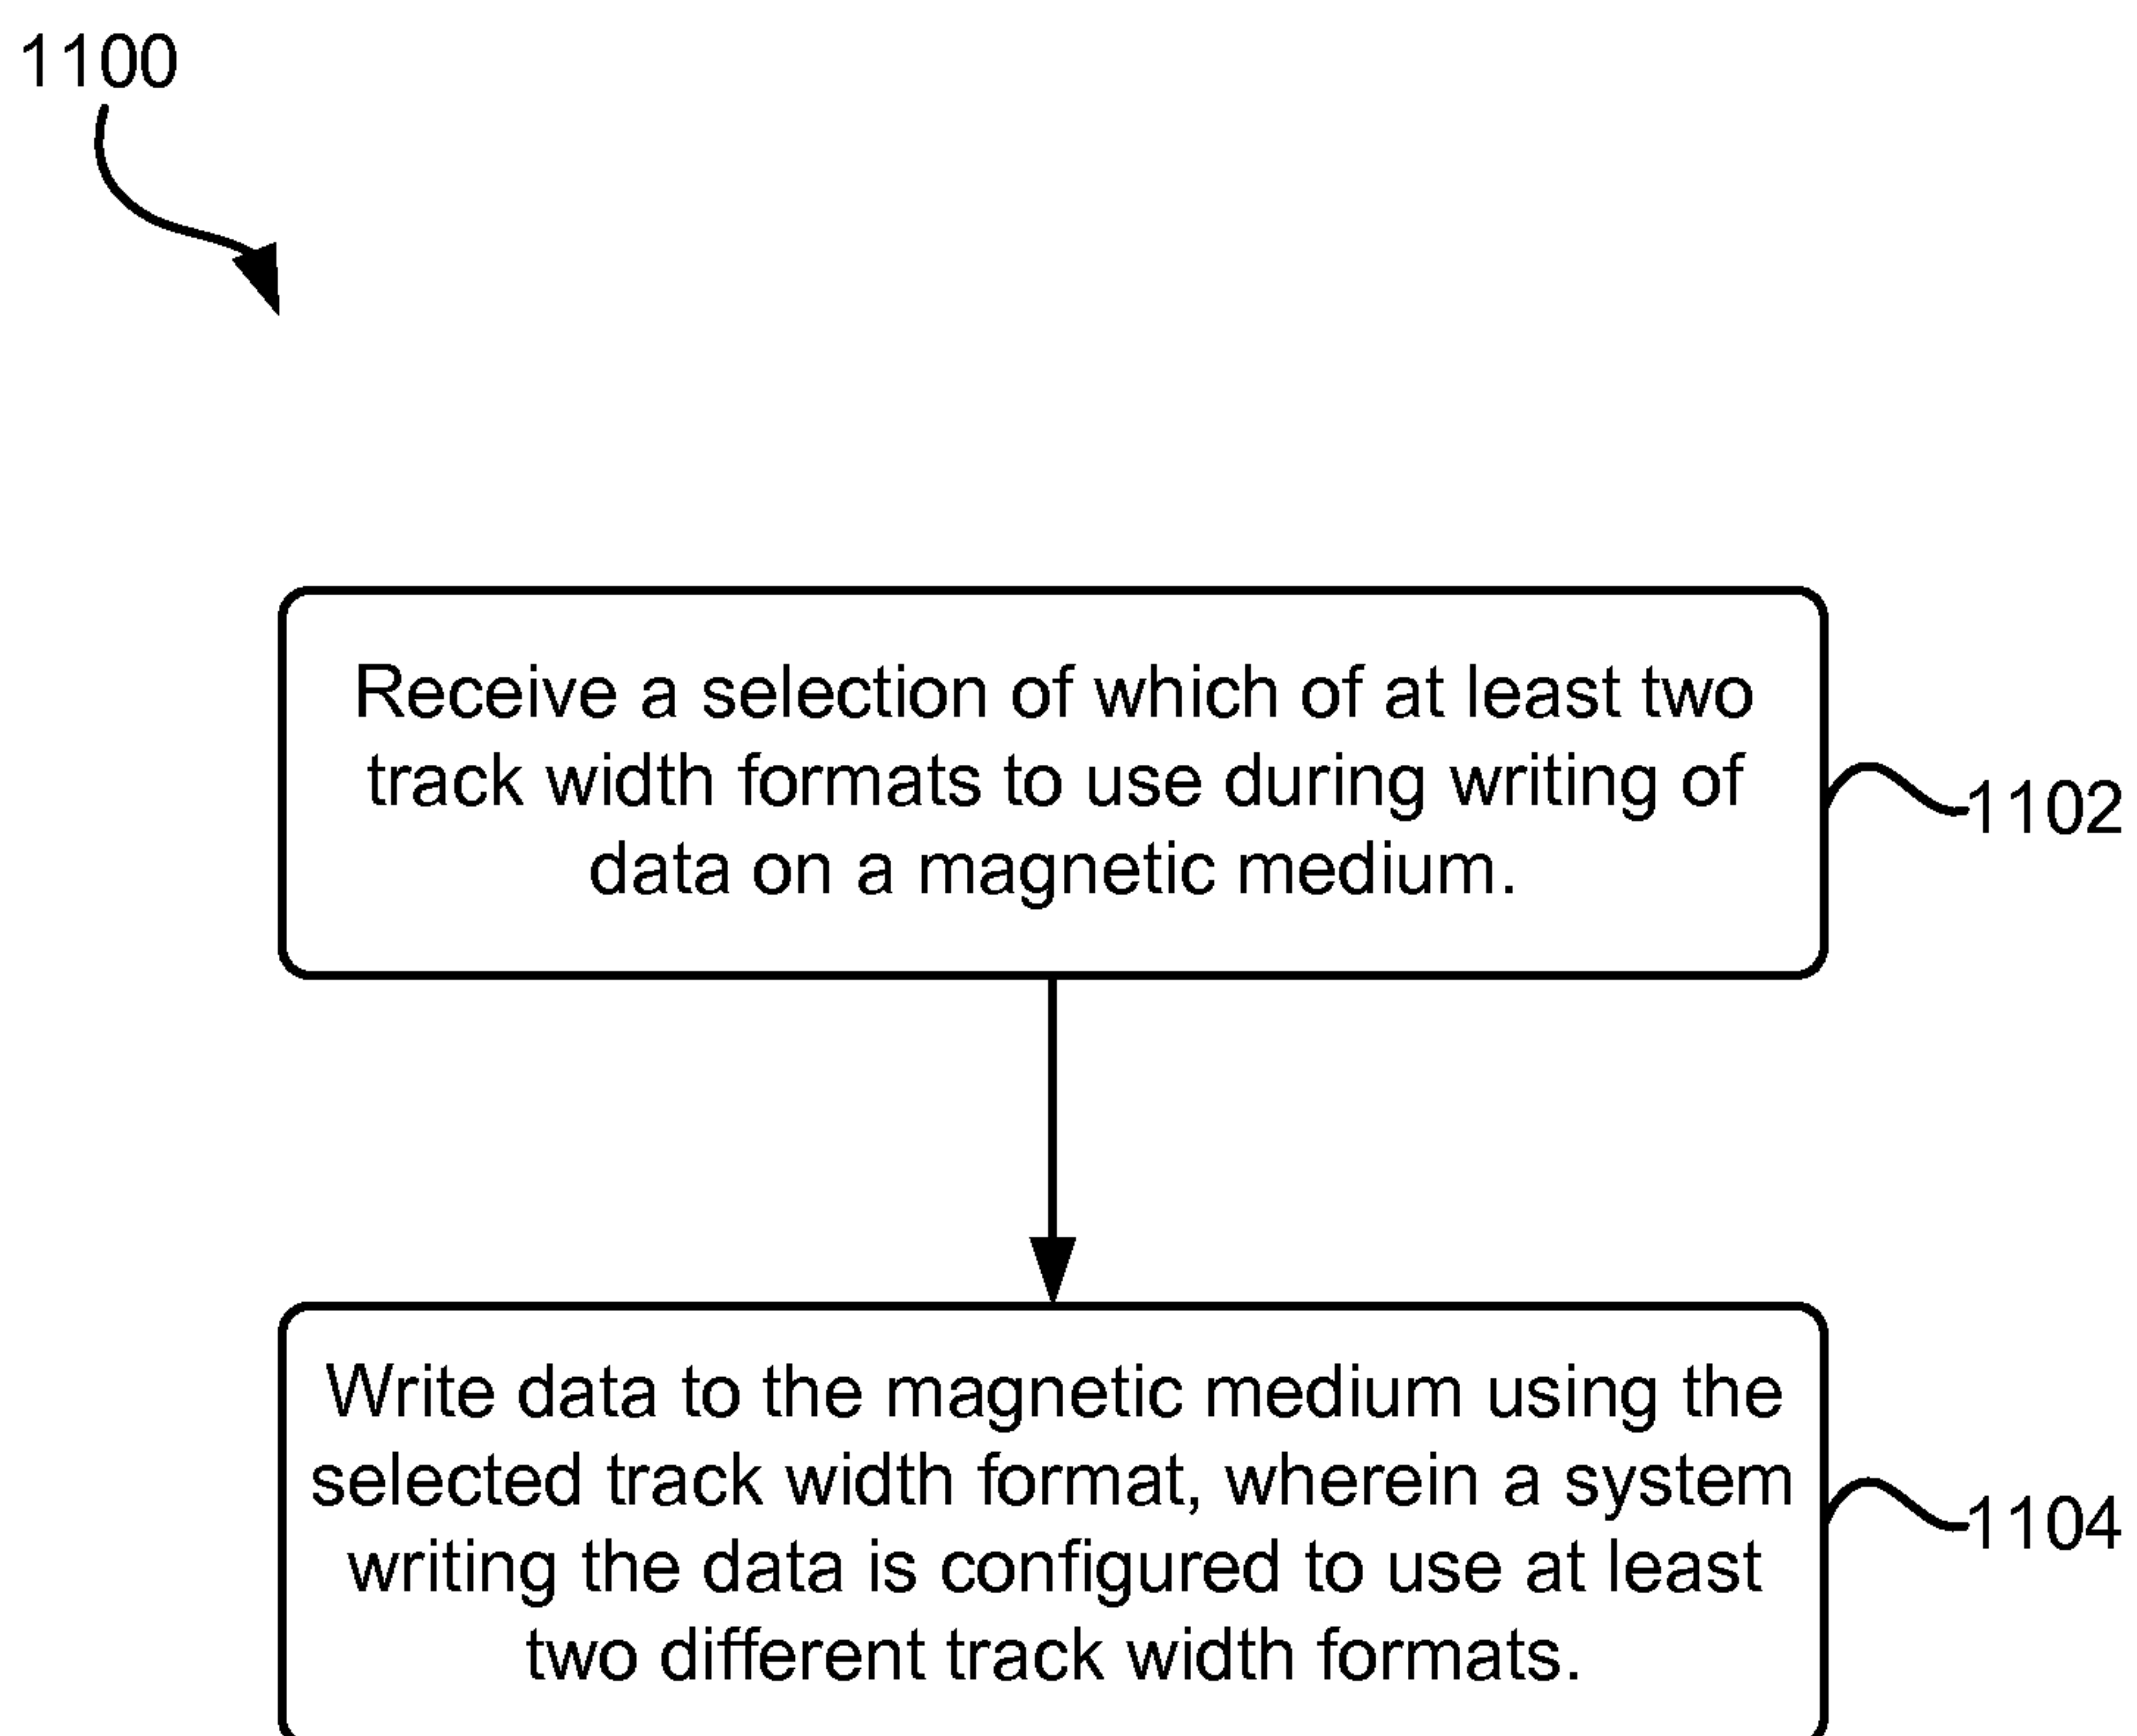 1100
Receive a selection of which of at least two
track width formats to use during writing of
data on a magnetic medium.
1102
Write data to the magnetic medium using the
selected track width format, wherein a system
writing the data is configured to use at least
two different track width formats.
1104